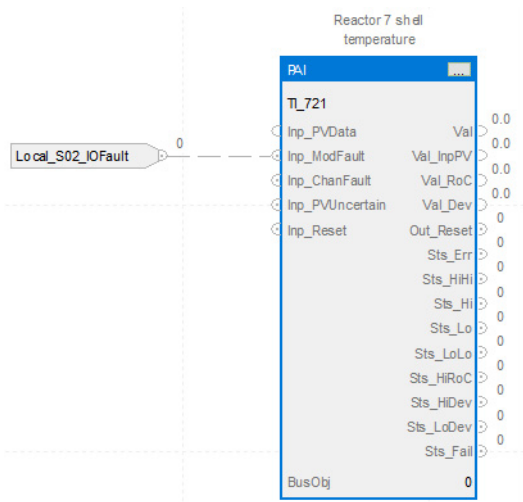 Reactor 7 shell
temperature
PAI ...
TI_721
0.0
Inp_PVData Val
0.0
Local_S02_IOFault 0 Inp_ModFault Val_InpPV
0.0
Inp_ChanFault Val_RoC
0.0
Inp_PVUncertain Val_Dev
0
Inp_Reset Out_Reset
0
Sts_Err
0
Sts_HiHi
0
Sts_Hi
0
Sts_Lo
0
Sts_LoLo
0
Sts_HiRoC
0
Sts_HiDev
0
Sts_LoDev
0
Sts_Fail
BusObj 0